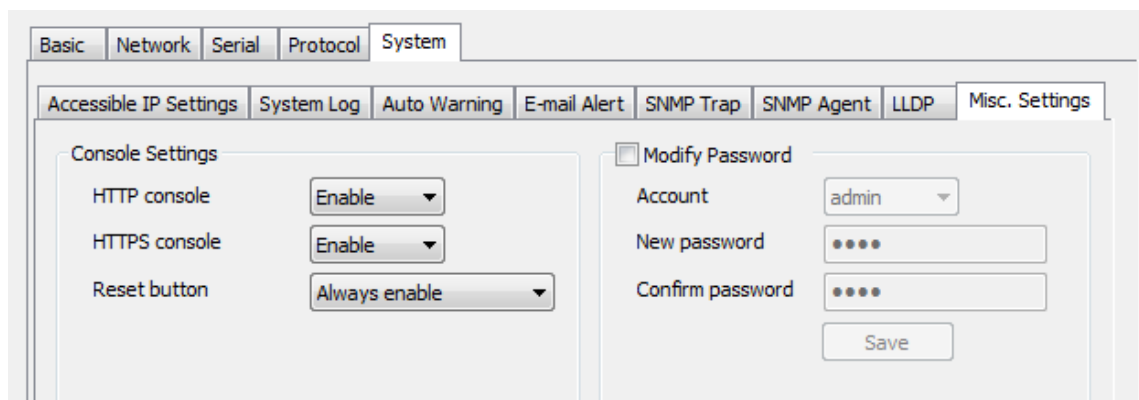 Basic Network Serial Protocol System
Accessible IP Settings System Log Auto Warning E-mail Alert SNMP Trap SNMP Agent LLDP Misc. Settings
Console Settings
HTTP console Enable
HTTPS console Enable
Reset button Always enable
Modify Password
Account admin
New password ●●●●
Confirm password ●●●●
Save